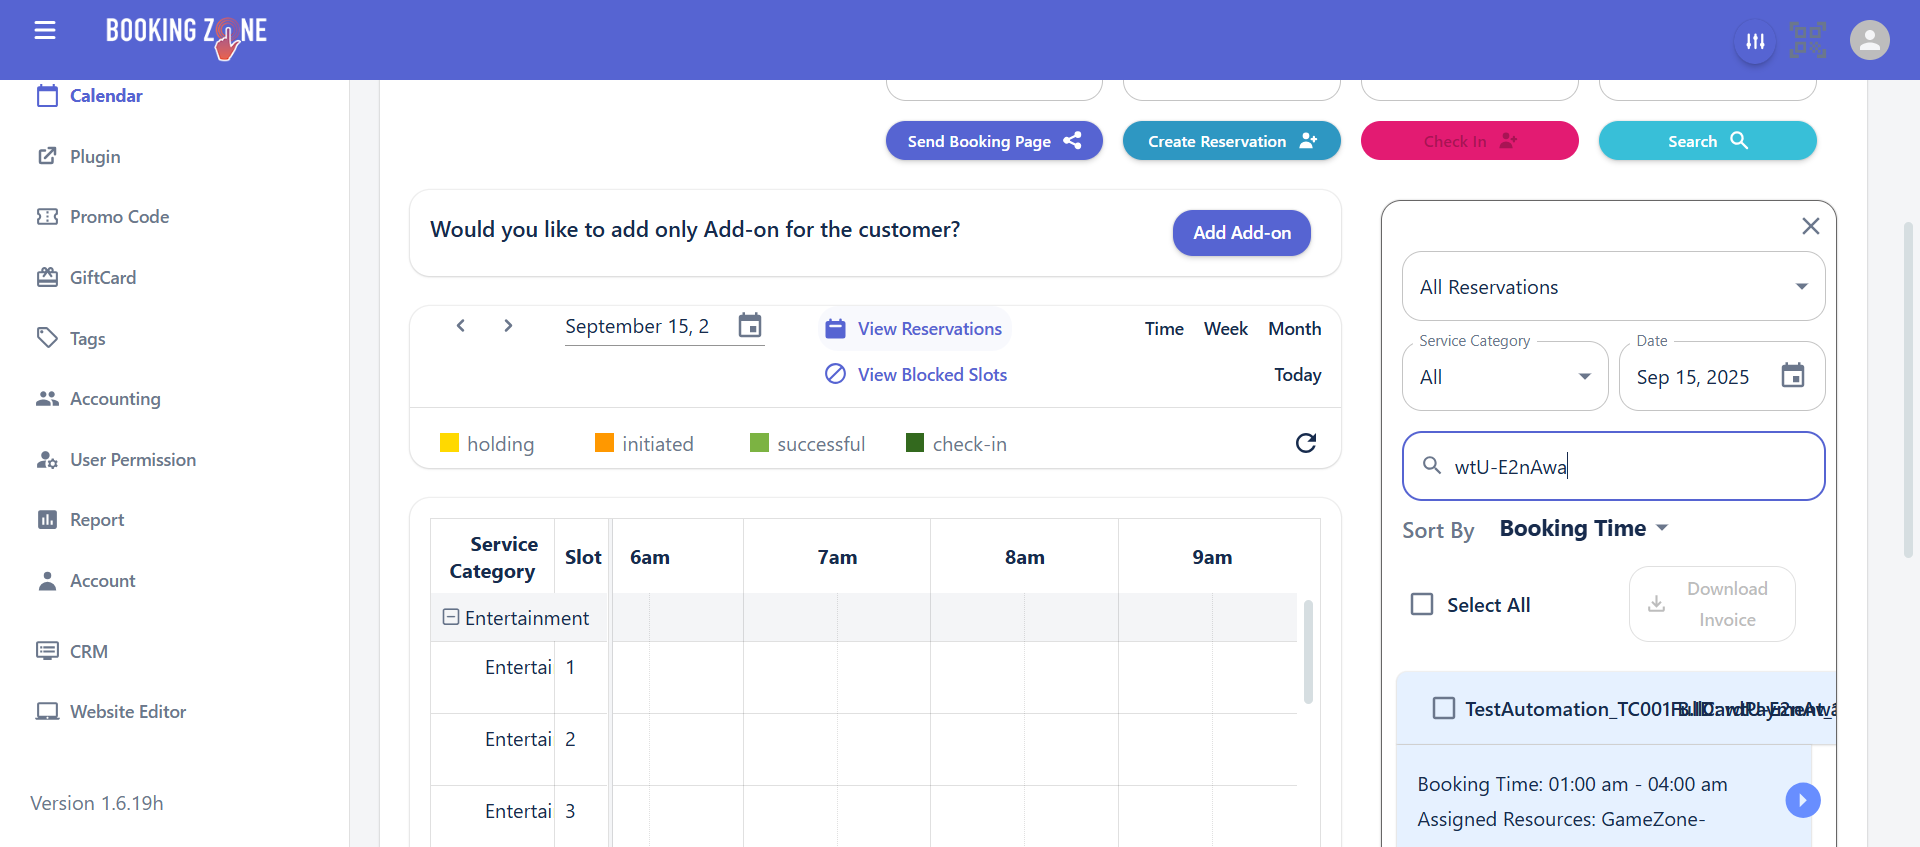 BOOKING ZONE
Calendar
Plugin
Promo Code
GiftCard
Tags
Accounting
User Permission
Report
Account
CRM
Website Editor
Version 1.6.19h
Send Booking Page
Create Reservation
Check In
Search
Would you like to add only Add-on for the customer?
Add Add-on
September 15, 2
View Reservations
View Blocked Slots
Time Week Month
Today
holding initiated successful check-in
Service Category Slot 6am 7am 8am 9am
Entertainment
Entertai 1
Entertai 2
Entertai 3
All Reservations
Service Category
All
Date
Sep 15, 2025
wtU-E2nAwa
Sort By Booking Time
Select All
Download
Invoice
TestAutomation_TC001
Booking Time: 01:00 am - 04:00 am
Assigned Resources: GameZone-